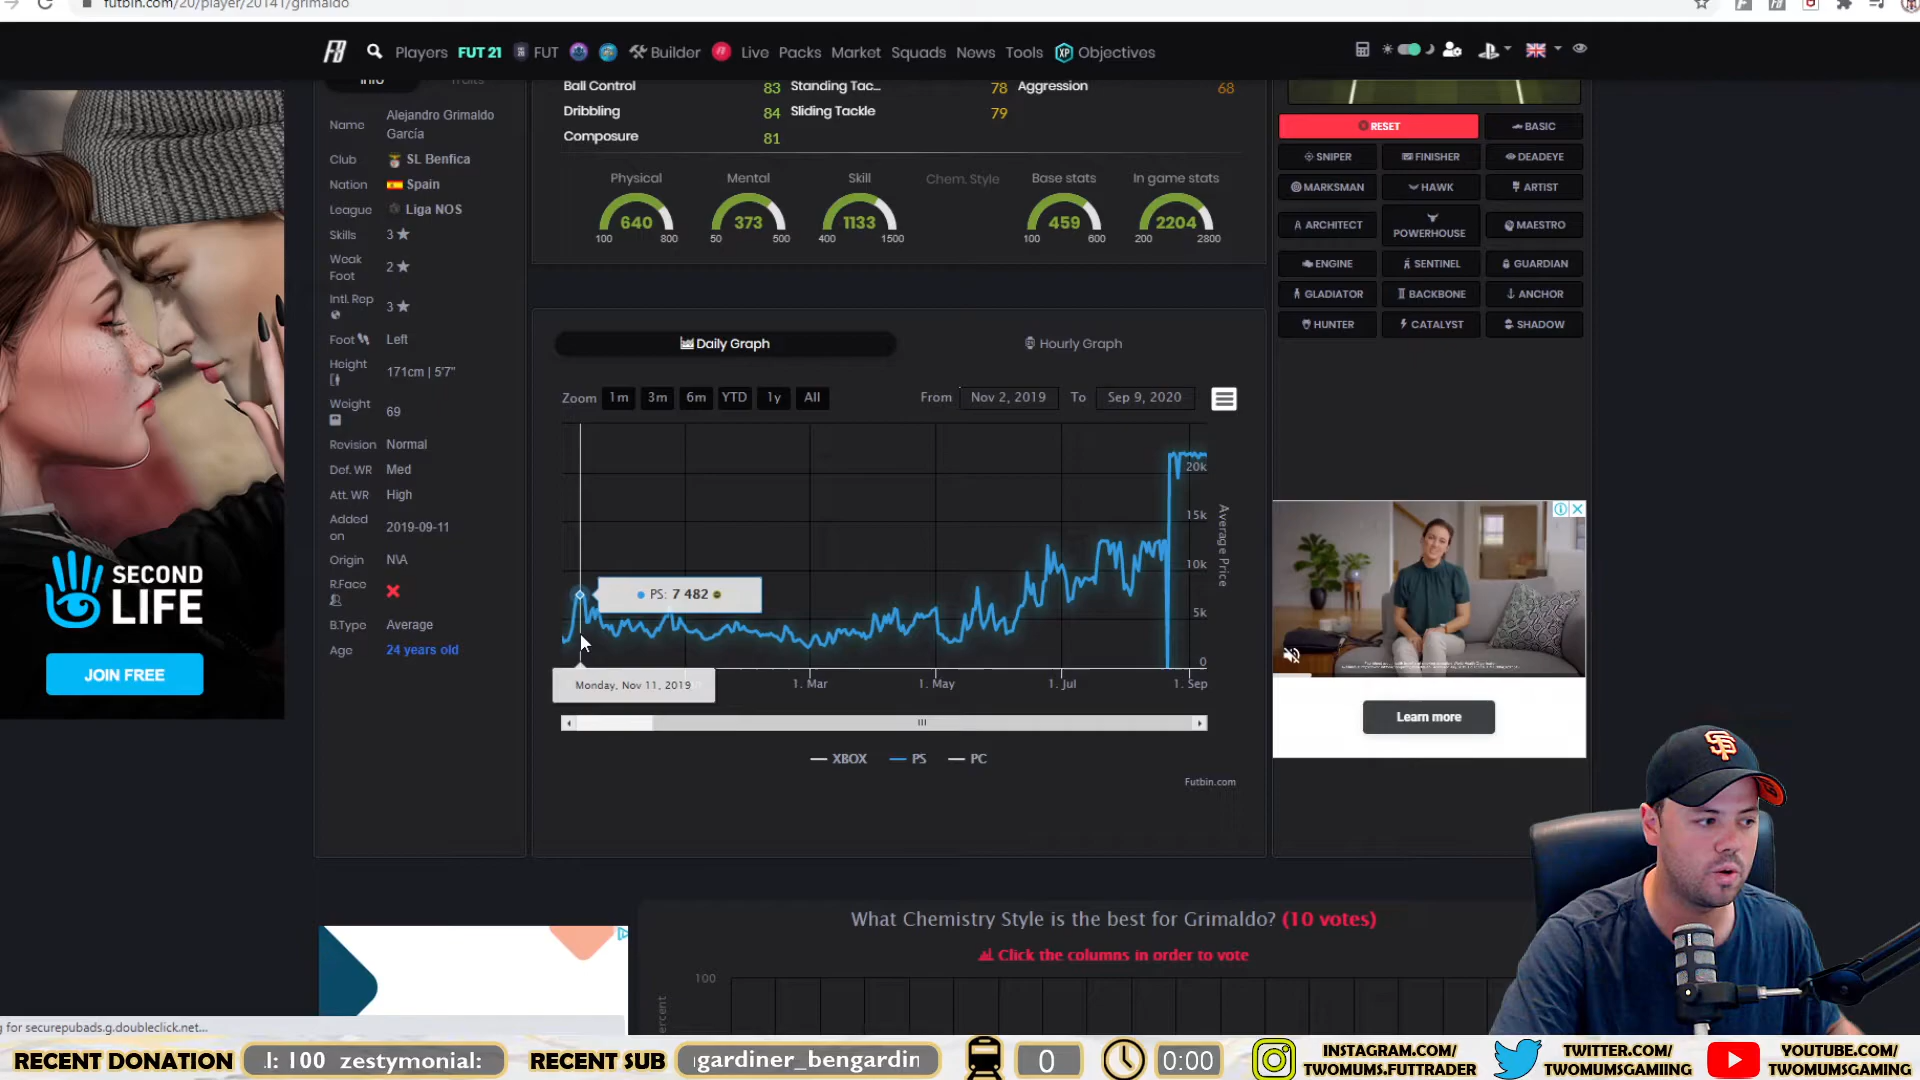 futbin.com/20/player/20141/grimaldo
Players FUT 21 FUT Builder Live Packs Market Squads News Tools XP Objectives
Info Traits
Name Alejandro Grimaldo García
Club SL Benfica
Nation Spain
League Liga NOS
Skills 3
Weak Foot 2
Intl. Rep 3
Foot Left
Height 171cm | 5'7"
Weight 69
Revision Normal
Def. WR Med
Att. WR High
Added on 2019-09-11
Origin N\A
R.Face
B.Type Average
Age 24 years old
Ball Control 83 Standing Tac... 78 Aggression 68
Dribbling 84 Sliding Tackle 79
Composure 81
Physical Mental Skill Chem. Style Base stats In game stats
640 373 1133 459 2204
100 800 50 500 400 1500 100 600 200 2800
Daily Graph Hourly Graph
Zoom 1m 3m 6m YTD 1y All From Nov 2, 2019 To Sep 9, 2020
20k
15k
10k
5k
0
Average Price
PS: 7 482
Monday, Nov 11, 2019
1. Mar 1. May 1. Jul 1. Sep
XBOX PS PC
Futbin.com
RESET BASIC
SNIPER FINISHER DEADEYE
MARKSMAN HAWK ARTIST
ARCHITECT POWERHOUSE MAESTRO
ENGINE SENTINEL GUARDIAN
GLADIATOR BACKBONE ANCHOR
HUNTER CATALYST SHADOW
Learn more
SECOND
LIFE
JOIN FREE
What Chemistry Style is the best for Grimaldo? (10 votes)
Click the columns in order to vote
100
ercent
g for securepubads.g.doubleclick.net...
SF
RECENT DONATION l: 100 zestymonial: RECENT SUB gardiner_bengardin 0 0:00
INSTAGRAM.COM/
TWOMUMS.FUTTRADER
TWITTER.COM/
TWOMUMSGAMIING
YOUTUBE.COM/
TWOMUMSGAMING